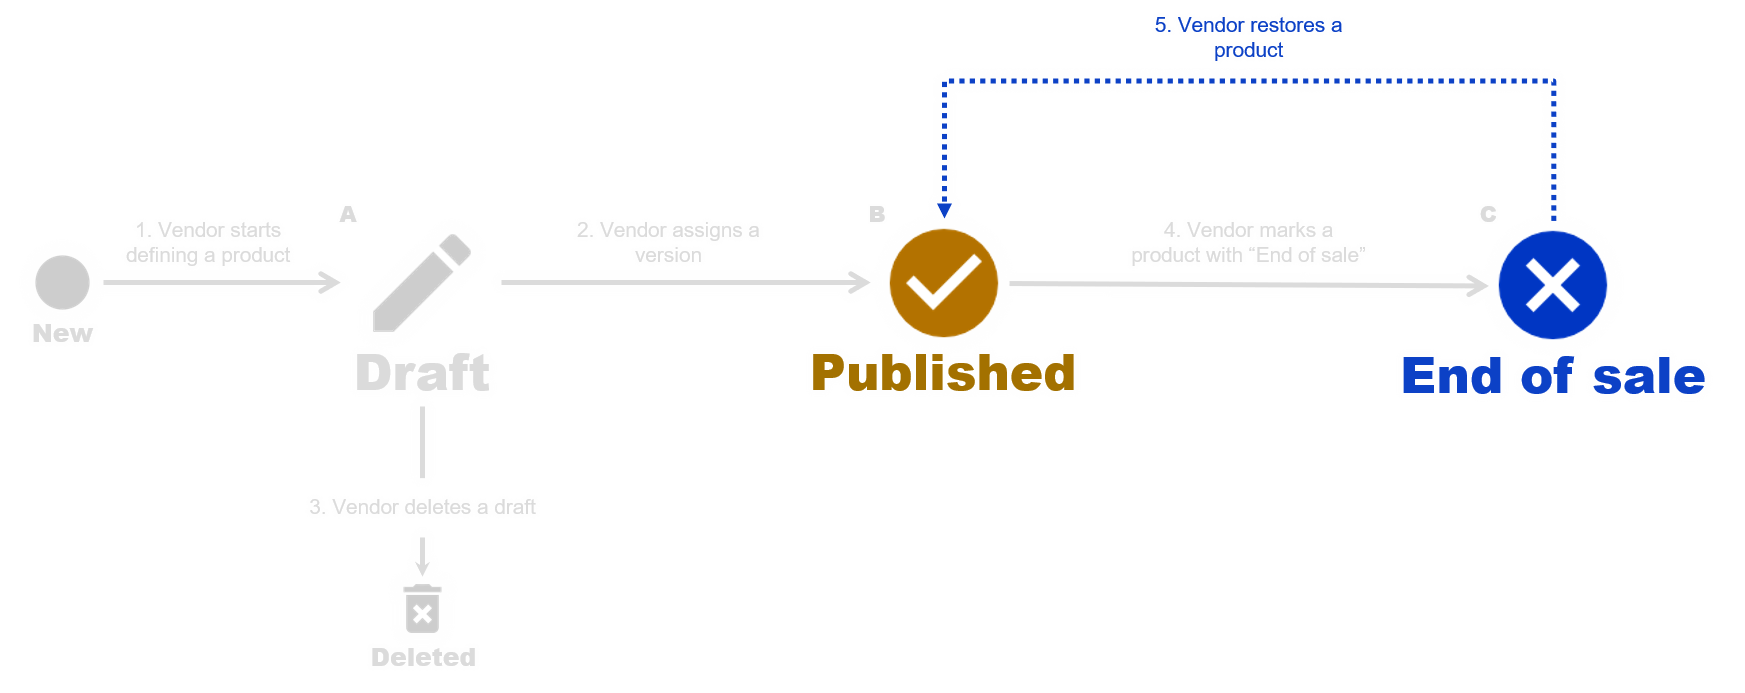 5. Vendor restores a
product
A
B
C
1. Vendor starts
defining a product
2. Vendor assigns a
version
4. Vendor marks a
product with “End of sale”
New
Draft
Published
End of sale
3. Vendor deletes a draft
Deleted